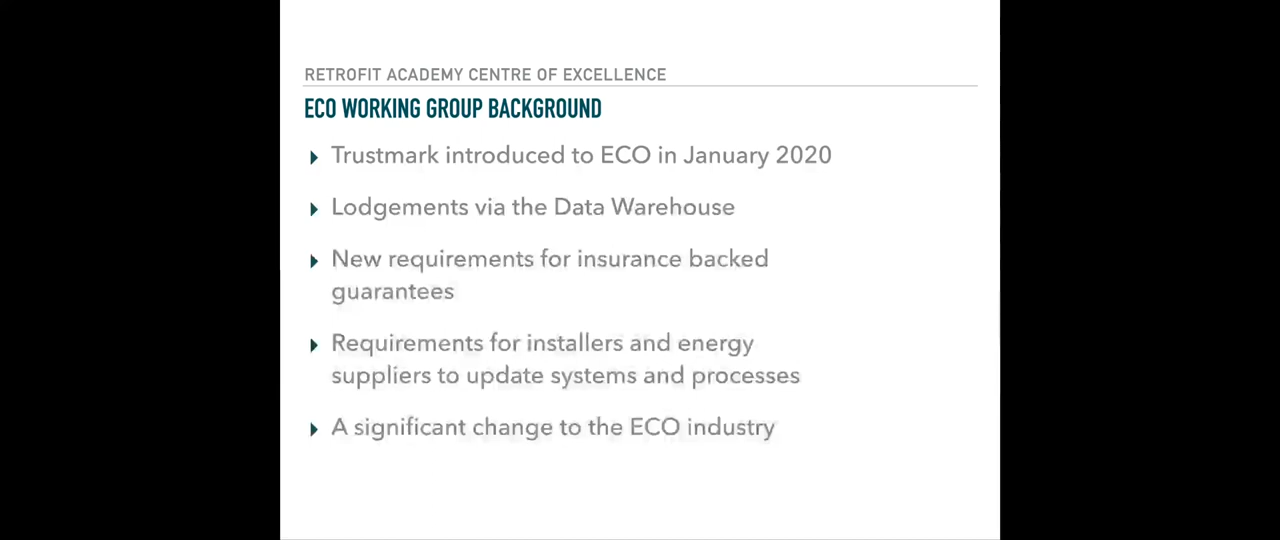 RETROFIT ACADEMY CENTRE OF EXCELLENCE
ECO WORKING GROUP BACKGROUND
Trustmark introduced to ECO in January 2020
Lodgements via the Data Warehouse
New requirements for insurance backed
guarantees
Requirements for installers and energy
suppliers to update systems and processes
A significant change to the ECO industry